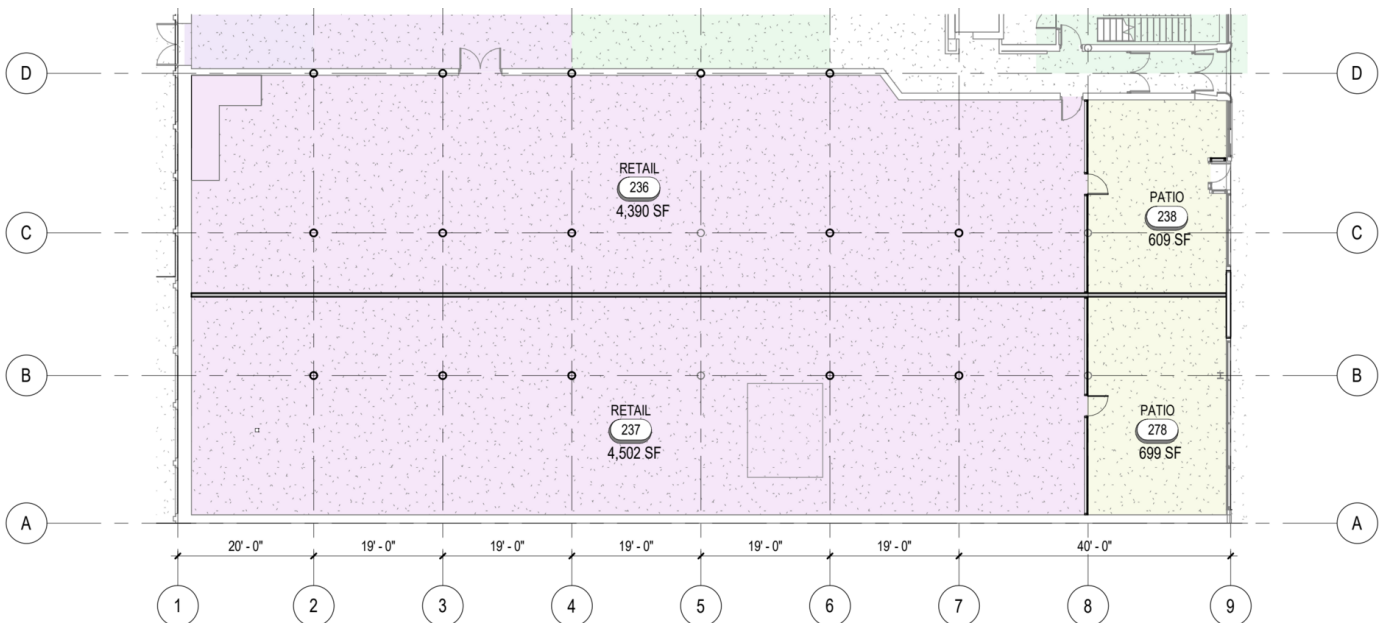 D
D
RETAIL
236
4,390 SF
PATIO
238
609 SF
C
C
B
B
RETAIL
237
4,502 SF
PATIO
278
699 SF
A
A
20' - 0"
19' - 0"
19' - 0"
19' - 0"
19' - 0"
19' - 0"
40' - 0"
1
2
3
4
5
6
7
8
9